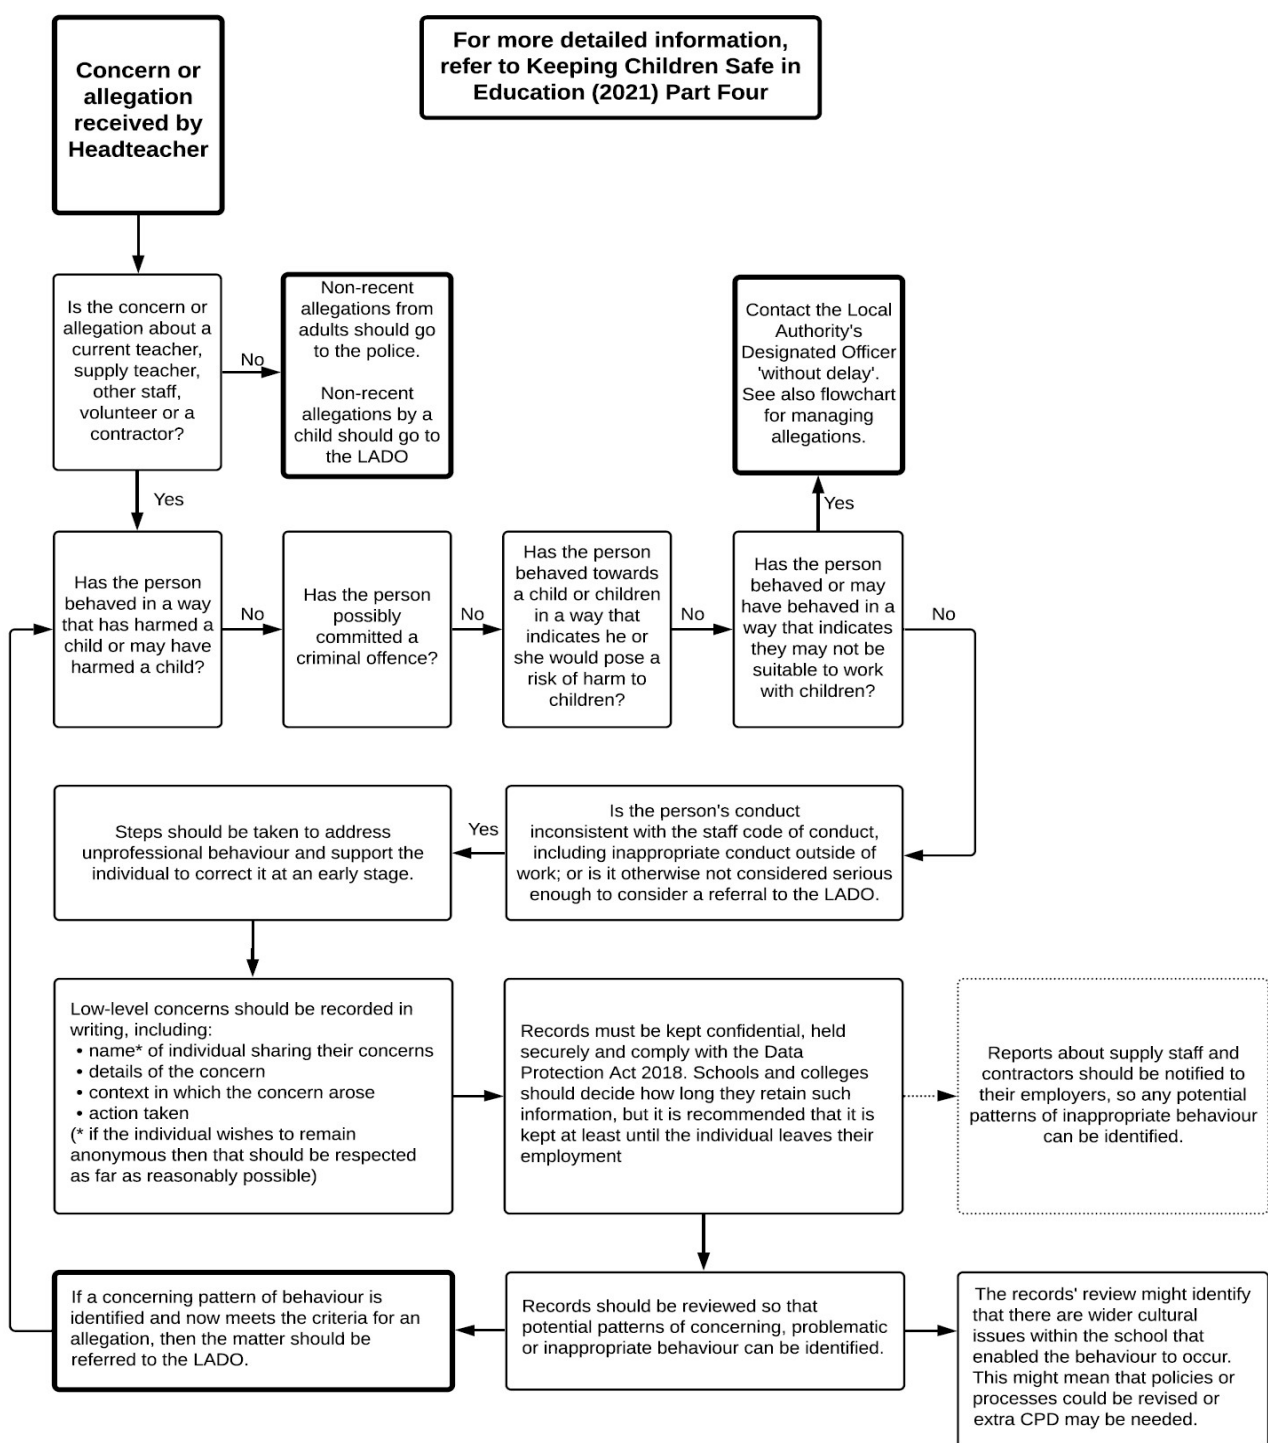 Concern or
allegation
received by
Headteacher
For more detailed information,
refer to Keeping Children Safe in
Education (2021) Part Four
Is the concern or
allegation about a
current teacher,
supply teacher,
other staff,
volunteer or a
contractor?
No
Non-recent
allegations from
adults should go
to the police.
Non-recent
allegations by a
child should go to
the LADO
Contact the Local
Authority's
Designated Officer
'without delay'.
See also flowchart
for managing
allegations.
Yes
Yes
Has the person
behaved in a way
that has harmed a
child or may have
harmed a child?
No
Has the person
possibly
committed a
criminal offence?
No
Has the person
behaved towards
a child or children
in a way that
indicates he or
she would pose a
risk of harm to
children?
No
Has the person
behaved or may
have behaved in a
way that indicates
they may not be
suitable to work
with children?
No
Is the person's conduct
inconsistent with the staff code of conduct,
including inappropriate conduct outside of
work; or is it otherwise not considered serious
enough to consider a referral to the LADO.
Yes
Steps should be taken to address
unprofessional behaviour and support the
individual to correct it at an early stage.
Low-level concerns should be recorded in
writing, including:
• name* of individual sharing their concerns
• details of the concern
• context in which the concern arose
• action taken
(* if the individual wishes to remain
anonymous then that should be respected
as far as reasonably possible)
Records must be kept confidential, held
securely and comply with the Data
Protection Act 2018. Schools and colleges
should decide how long they retain such
information, but it is recommended that it is
kept at least until the individual leaves their
employment
Reports about supply staff and
contractors should be notified to
their employers, so any potential
patterns of inappropriate behaviour
can be identified.
If a concerning pattern of behaviour is
identified and now meets the criteria for an
allegation, then the matter should be
referred to the LADO.
Records should be reviewed so that
potential patterns of concerning, problematic
or inappropriate behaviour can be identified.
The records' review might identify
that there are wider cultural
issues within the school that
enabled the behaviour to occur.
This might mean that policies or
processes could be revised or
extra CPD may be needed.